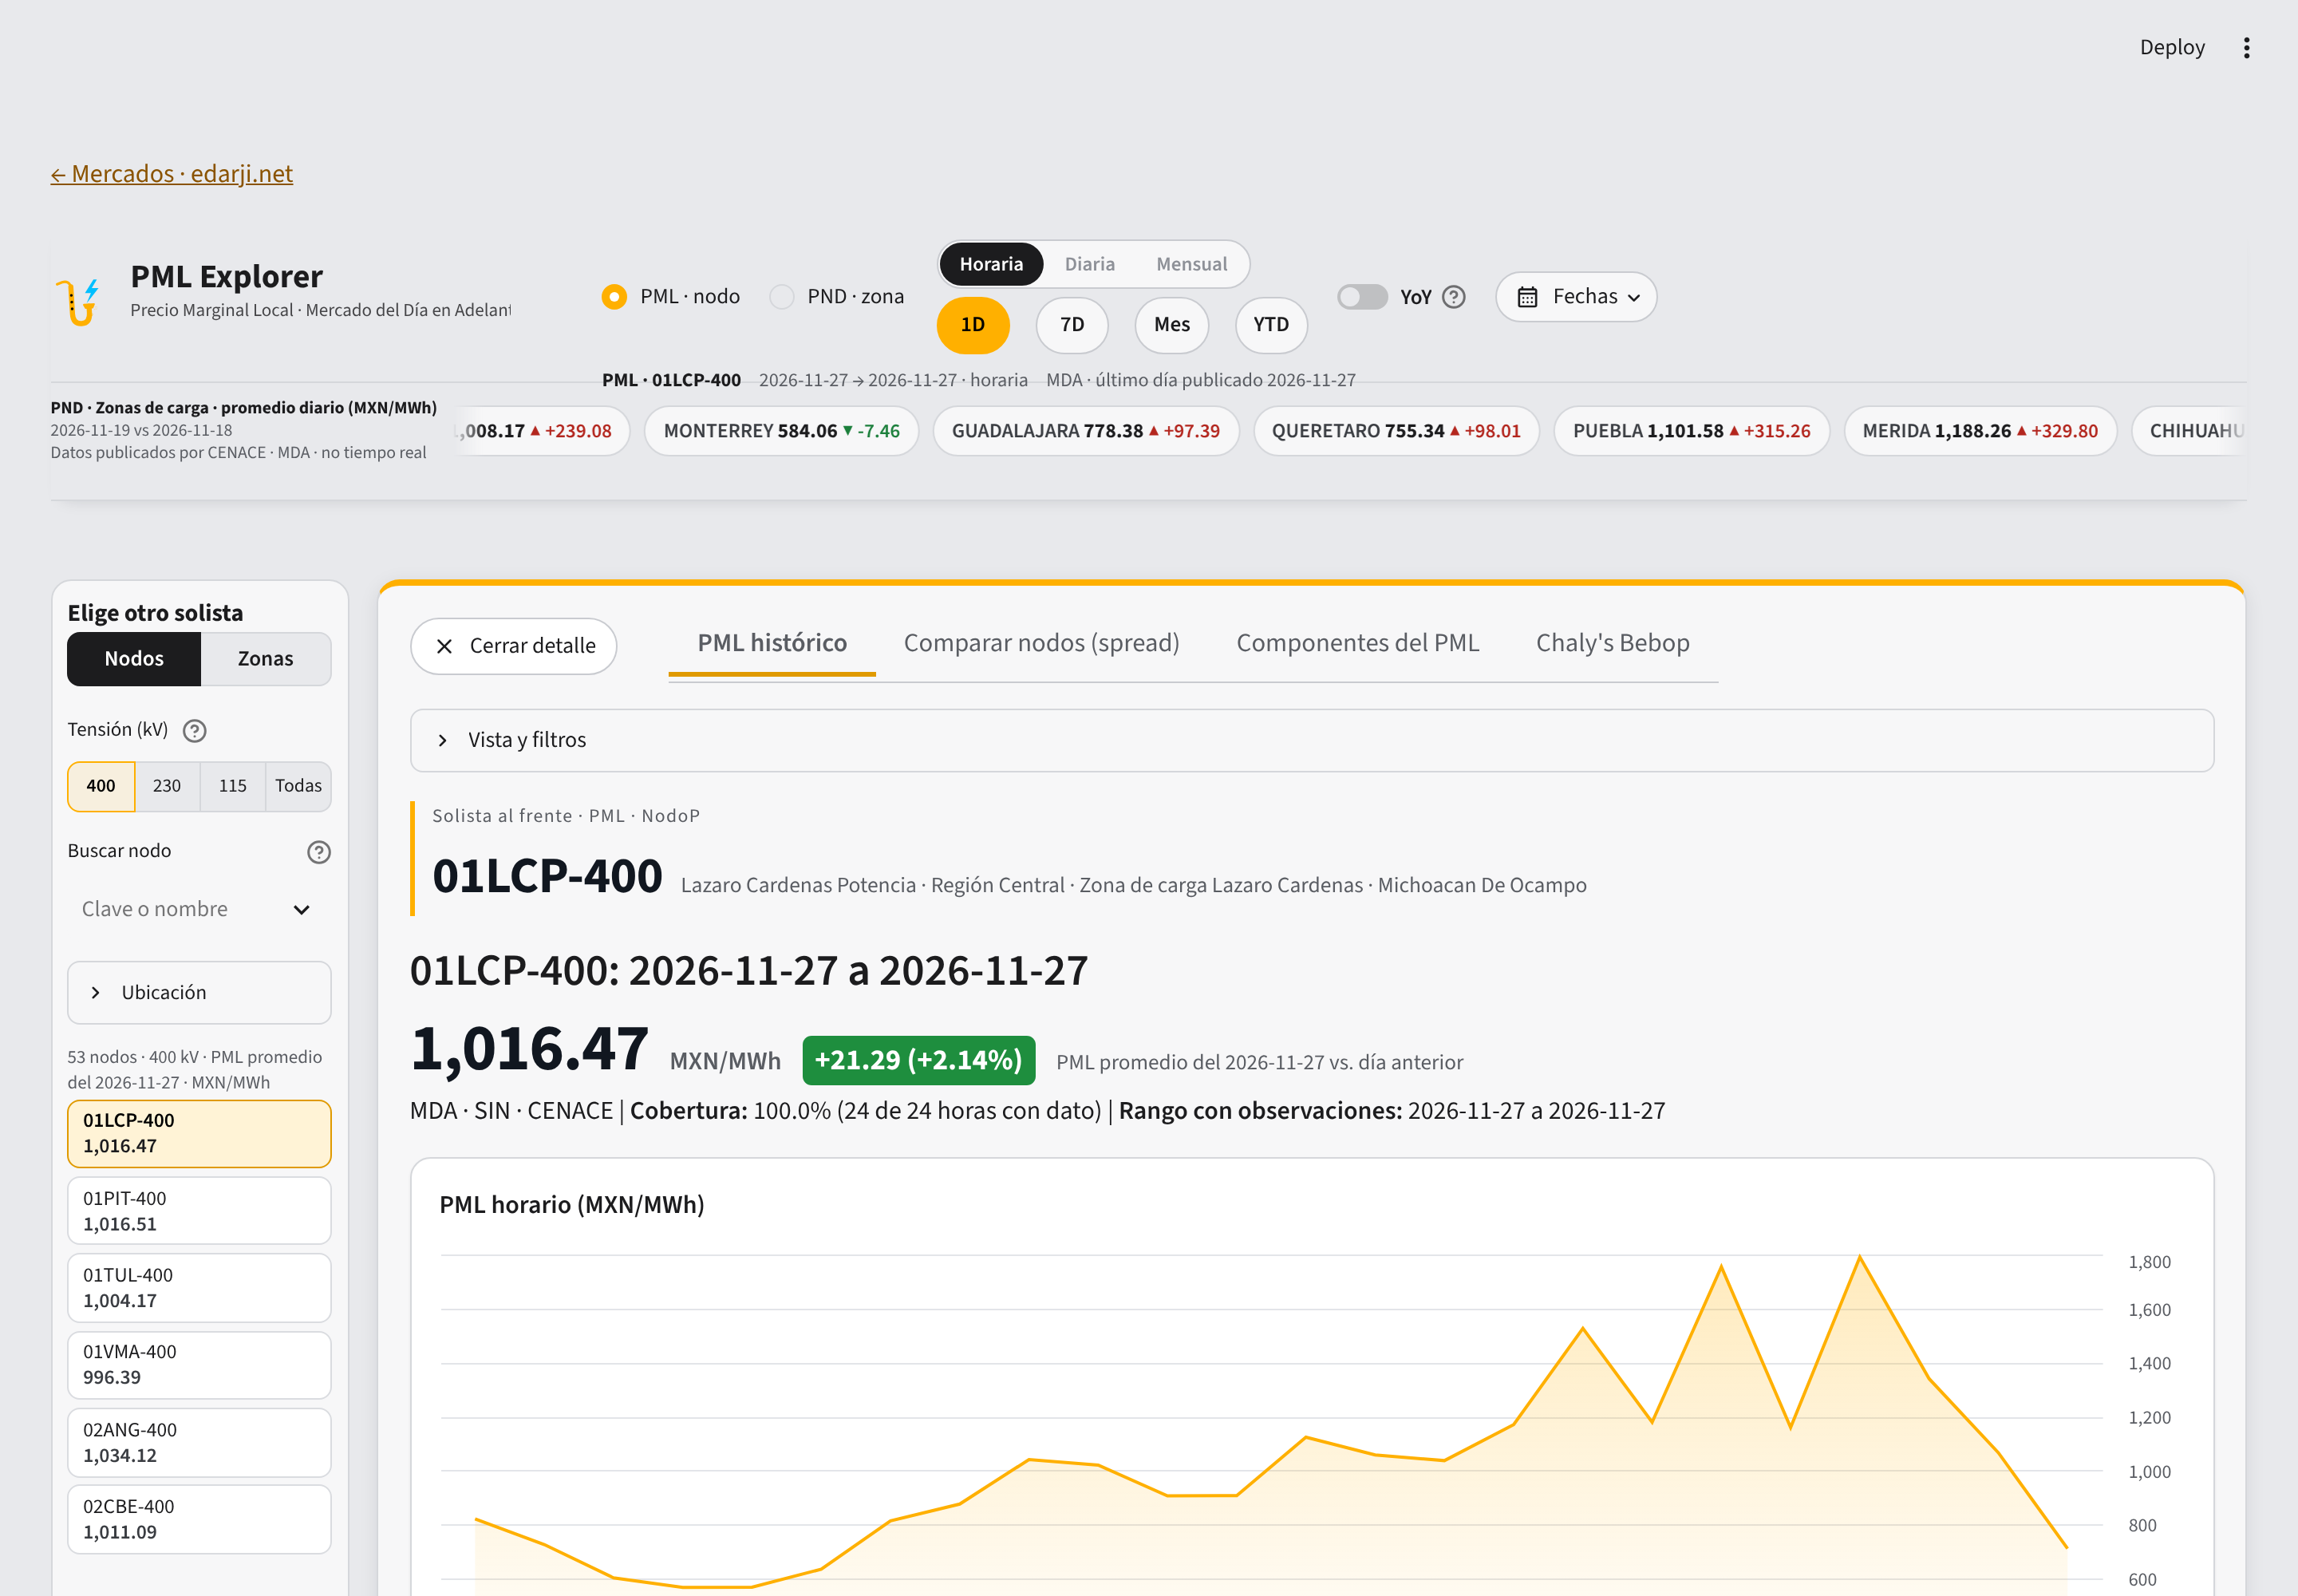 Deploy
← Mercados · edarji.net
PML Explorer
Precio Marginal Local · Mercado del Día en Adelant
PML · nodo
PND · zona
Horaria
Diaria
Mensual
1D
7D
Mes
YTD
YoY
Fechas
PML · 01LCP-400 2026-11-27 → 2026-11-27 · horaria MDA · último día publicado 2026-11-27
PND · Zonas de carga · promedio diario (MXN/MWh)
2026-11-19 vs 2026-11-18
Datos publicados por CENACE · MDA · no tiempo real
,008.17 ▲ +239.08
MONTERREY 584.06 ▼ -7.46
GUADALAJARA 778.38 ▲ +97.39
QUERETARO 755.34 ▲ +98.01
PUEBLA 1,101.58 ▲ +315.26
MERIDA 1,188.26 ▲ +329.80
CHIHUAHU
Elige otro solista
Nodos
Zonas
Tensión (kV)
400
230
115
Todas
Buscar nodo
Clave o nombre
Ubicación
53 nodos · 400 kV · PML promedio
del 2026-11-27 · MXN/MWh
01LCP-400
1,016.47
01PIT-400
1,016.51
01TUL-400
1,004.17
01VMA-400
996.39
02ANG-400
1,034.12
02CBE-400
1,011.09
Cerrar detalle
PML histórico
Comparar nodos (spread)
Componentes del PML
Chaly's Bebop
Vista y filtros
Solista al frente · PML · NodoP
01LCP-400 Lazaro Cardenas Potencia · Región Central · Zona de carga Lazaro Cardenas · Michoacan De Ocampo
01LCP-400: 2026-11-27 a 2026-11-27
1,016.47 MXN/MWh +21.29 (+2.14%) PML promedio del 2026-11-27 vs. día anterior
MDA · SIN · CENACE | Cobertura: 100.0% (24 de 24 horas con dato) | Rango con observaciones: 2026-11-27 a 2026-11-27
PML horario (MXN/MWh)
1,800
1,600
1,400
1,200
1,000
800
600